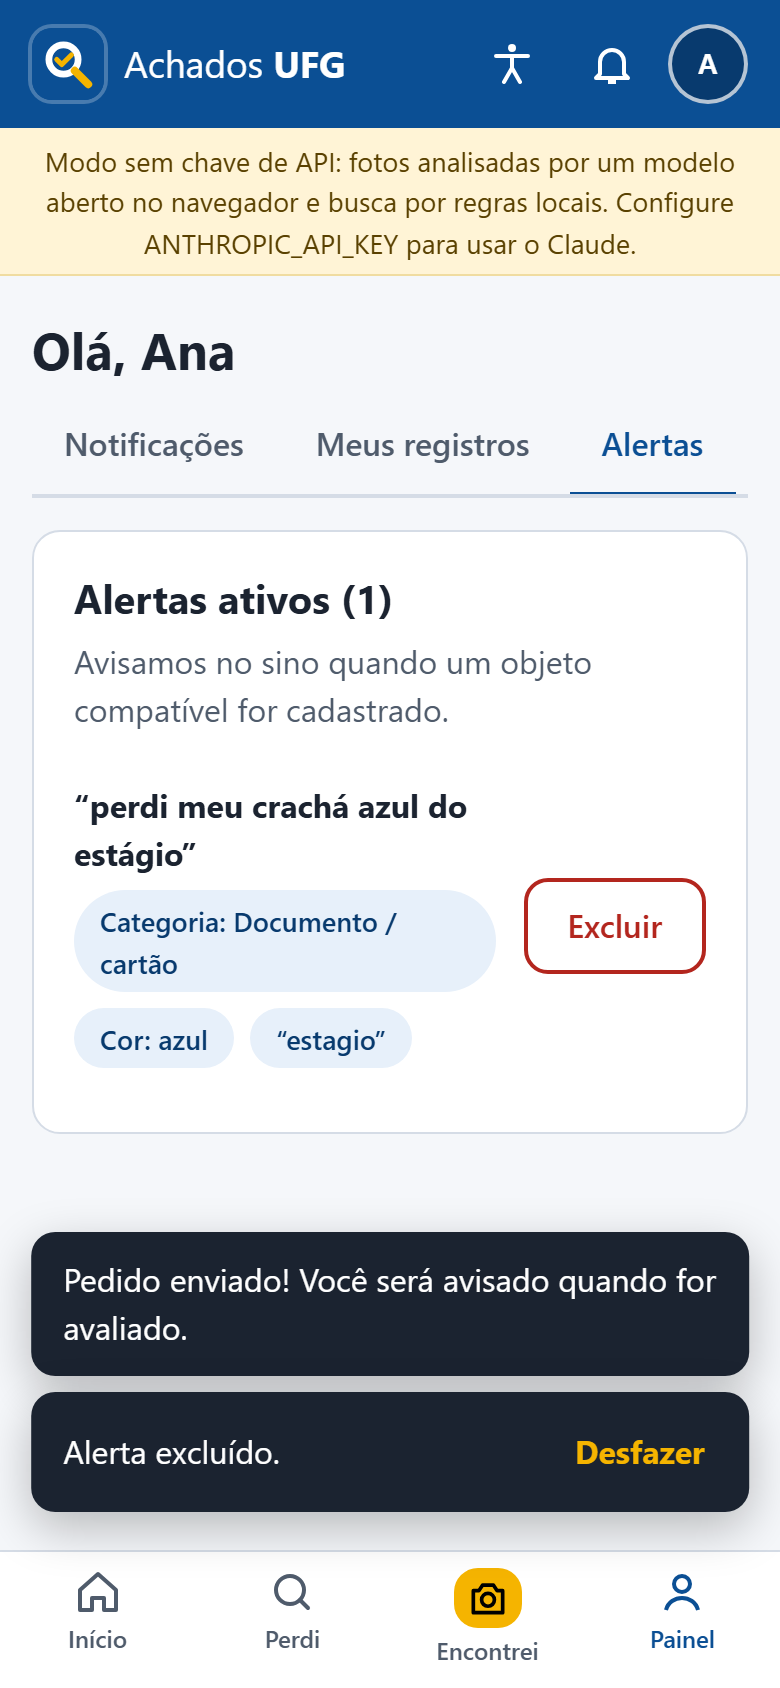 Achados UFG
A
Modo sem chave de API: fotos analisadas por um modelo
aberto no navegador e busca por regras locais. Configure
ANTHROPIC_API_KEY para usar o Claude.
Olá, Ana
Notificações
Meus registros
Alertas
Alertas ativos (1)
Avisamos no sino quando um objeto
compatível for cadastrado.
“perdi meu crachá azul do
estágio”
Categoria: Documento /
cartão
Excluir
Cor: azul
“estagio”
Pedido enviado! Você será avisado quando for
avaliado.
Alerta excluído.
Desfazer
Início
Perdi
Encontrei
Painel